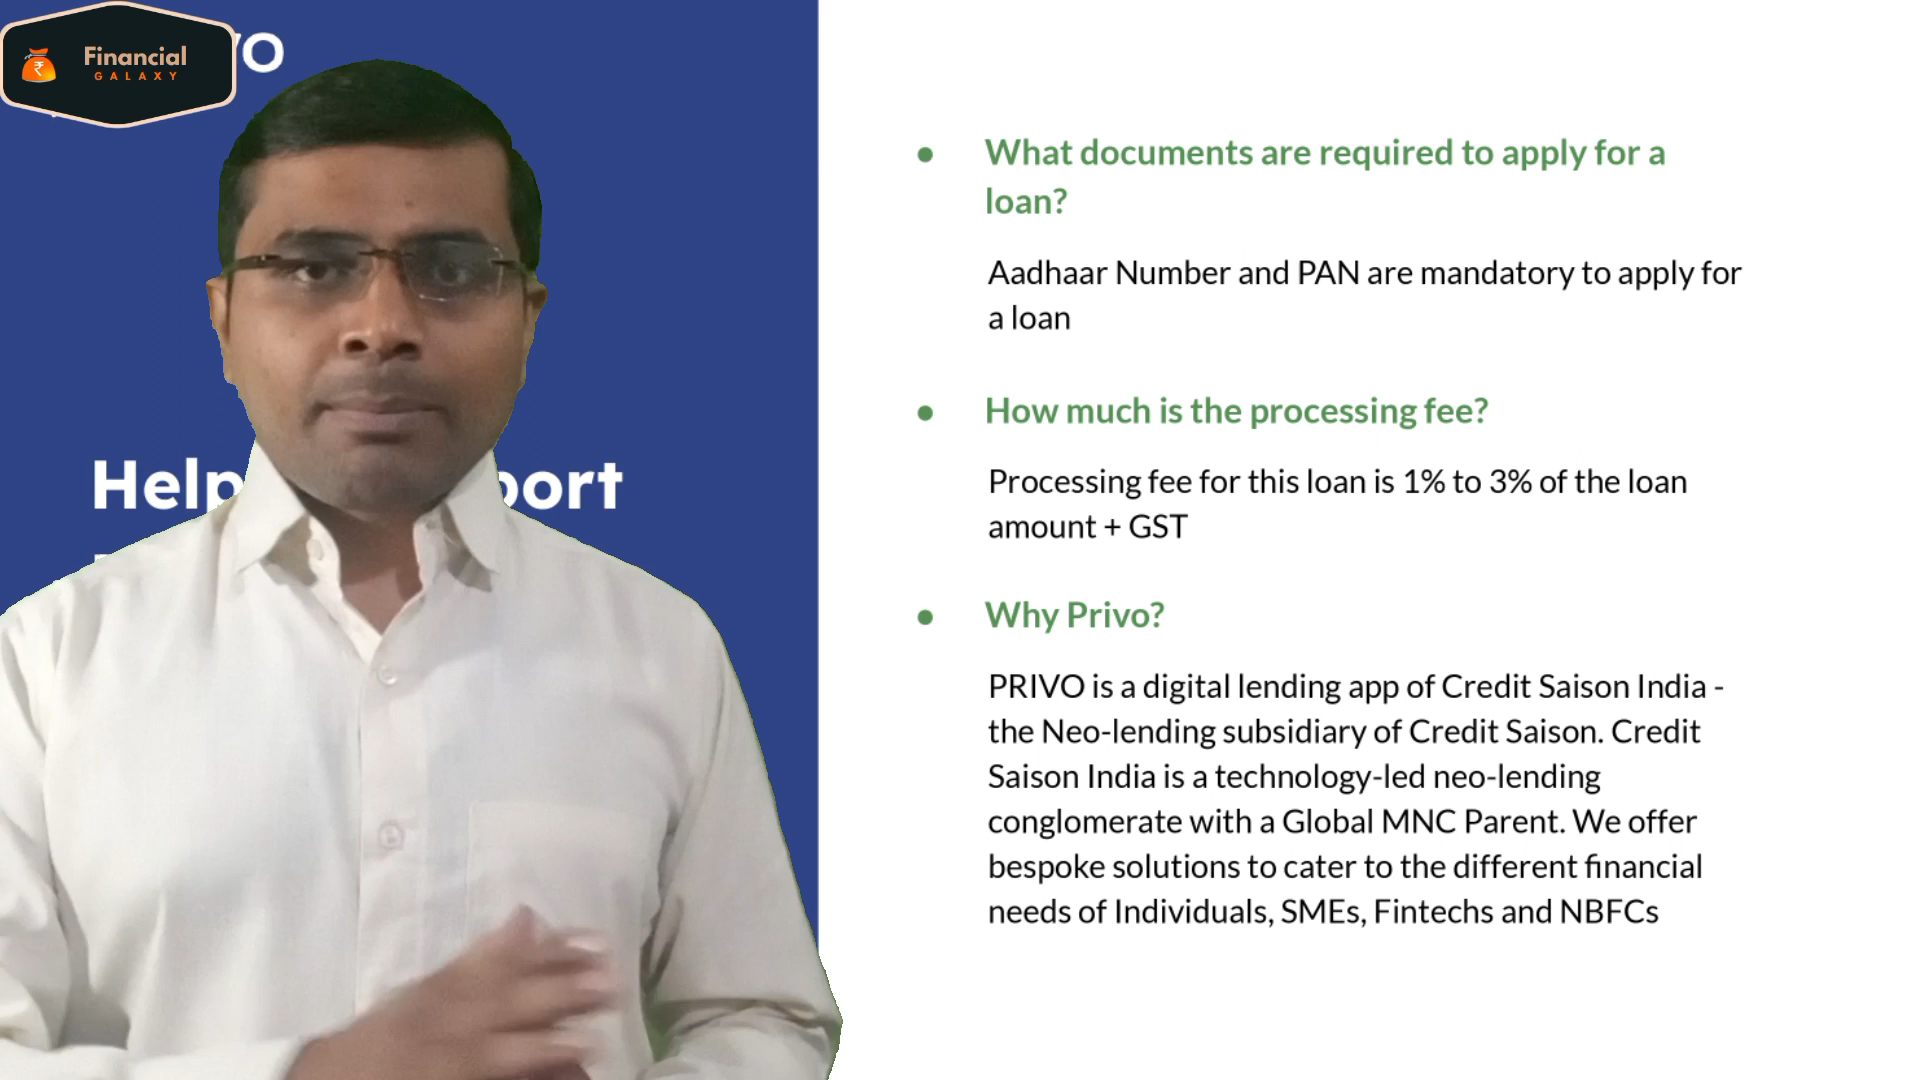 Financial
GALAXY
What documents are required to apply for a
loan?
Aadhaar Number and PAN are mandatory to apply for
a loan
How much is the processing fee?
Processing fee for this loan is 1% to 3% of the loan
amount + GST
Why Privo?
PRIVO is a digital lending app of Credit Saison India -
the Neo-lending subsidiary of Credit Saison. Credit
Saison India is a technology-led neo-lending
conglomerate with a Global MNC Parent. We offer
bespoke solutions to cater to the different financial
needs of Individuals, SMEs, Fintechs and NBFCs